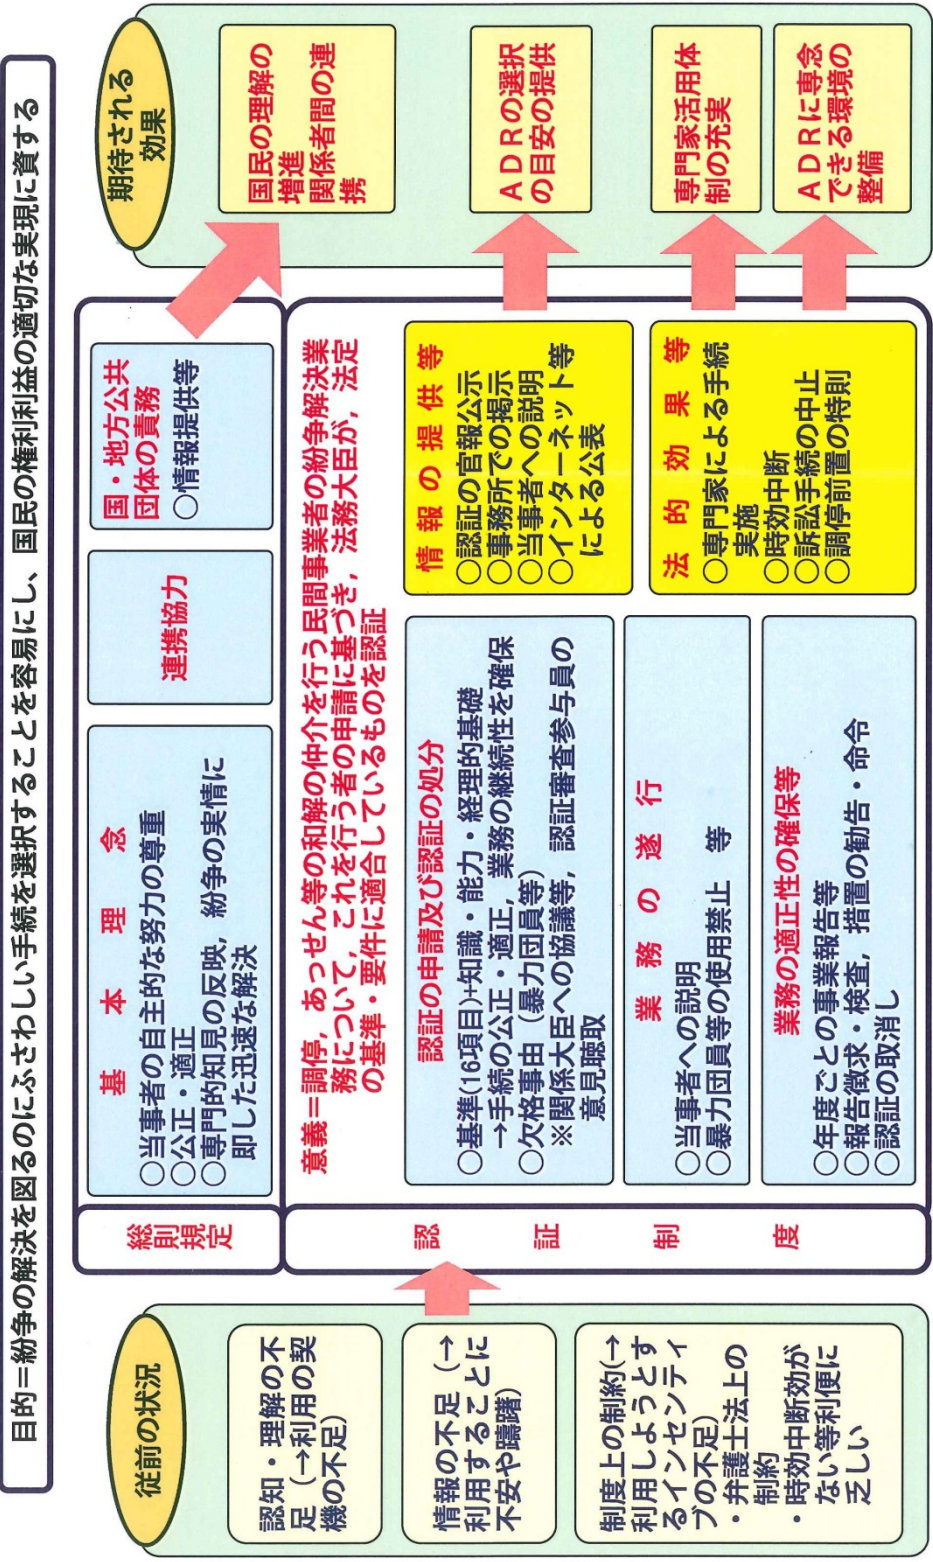 目的＝紛争の解決を図るのにふさわしい手続を選択することを容易にし、国民の権利利益の適切な実現に資する
従前の状況
認知・理解の不
足（→利用の契
機の不足）
情報の不足（→
利用することに
不安や躊躇）
制度上の制約(→
利用しようとす
るインセンティ
ブの不足）
・弁護士法上の
制約
・時効中断効が
ない等利便に
乏しい
総則
規定
基本理念
○当事者の自主的な努力の尊重
○公正・適正
○専門的知見の反映，紛争の実情に
即した迅速な解決
連携協力
国・地方公共
団体の責務
○情報提供等
認証制度
意義＝調停，あっせん等の和解の仲介を行う民間事業者の紛争解決業
務について，これを行う者の申請に基づき，法務大臣が，法定
の基準・要件に適合しているものを認証
認証の申請及び認証の処分
○基準(16項目)+知識・能力・経理的基礎
→手続の公正・適正，業務の継続性を確保
○欠格事由（暴力団員等）
※関係大臣への協議等，認証審査参与員の
意見聴取
業務の遂行
○当事者への説明
○暴力団員等の使用禁止　等
業務の適正性の確保等
○年度ごとの事業報告等
○報告徴求・検査，措置の勧告・命令
○認証の取消し
情報の提供等
○認証の官報公示
○事務所での掲示
○当事者への説明
○インターネット等
による公表
法的効果等
○専門家による手続
実施
○時効中断
○訴訟手続の中止
○調停前置の特則
期待される
効果
国民の理解の
増進
関係者間の連
携
ＡＤＲの選択
の目安の提供
専門家活用体
制の充実
ＡＤＲに専念
できる環境の
整備